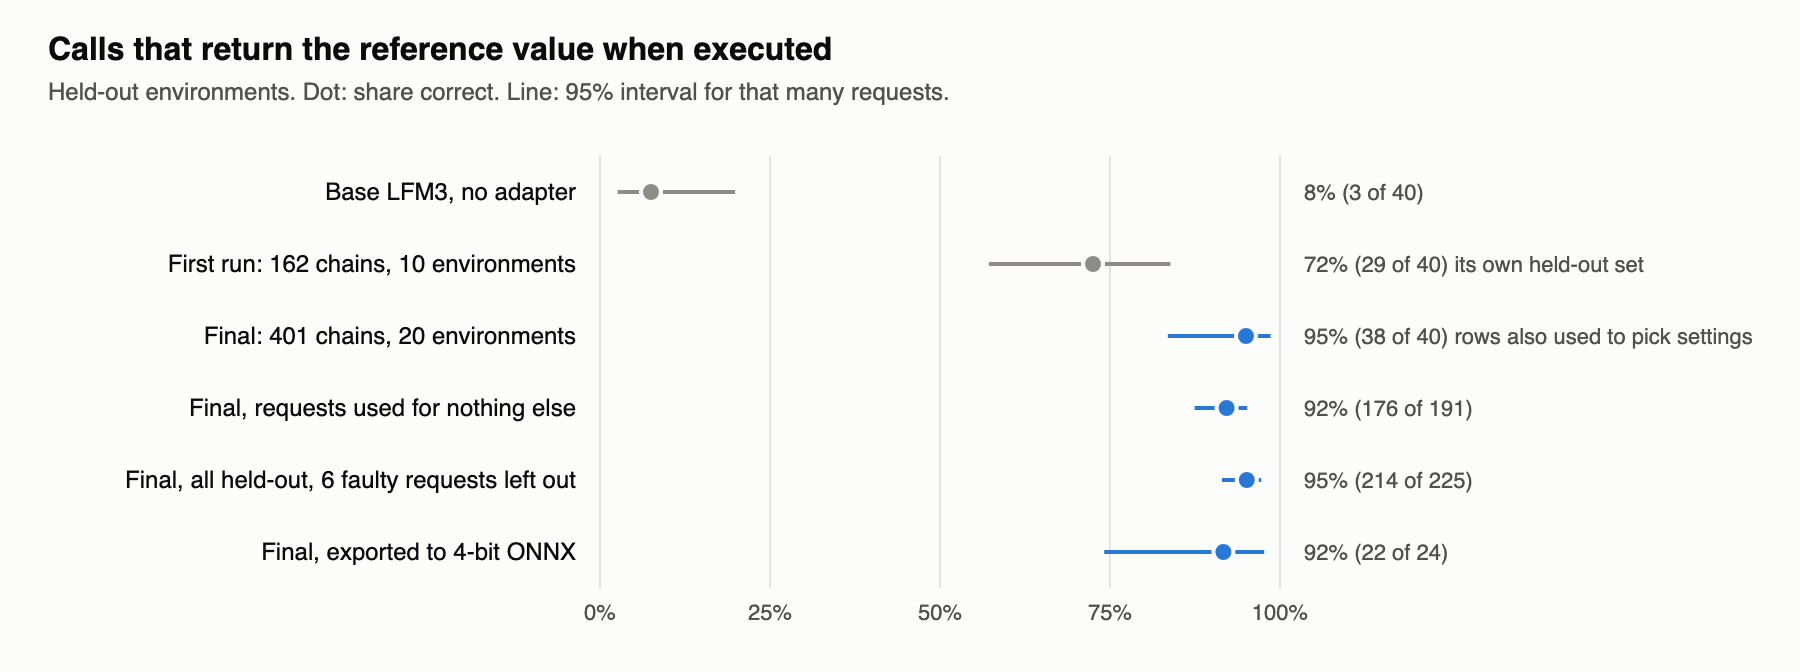 Calls that return the reference value when executed
Held-out environments. Dot: share correct. Line: 95% interval for that many requests.
Base LFM3, no adapter 8% (3 of 40)
First run: 162 chains, 10 environments 72% (29 of 40) its own held-out set
Final: 401 chains, 20 environments 95% (38 of 40) rows also used to pick settings
Final, requests used for nothing else 92% (176 of 191)
Final, all held-out, 6 faulty requests left out 95% (214 of 225)
Final, exported to 4-bit ONNX 92% (22 of 24)
0% 25% 50% 75% 100%